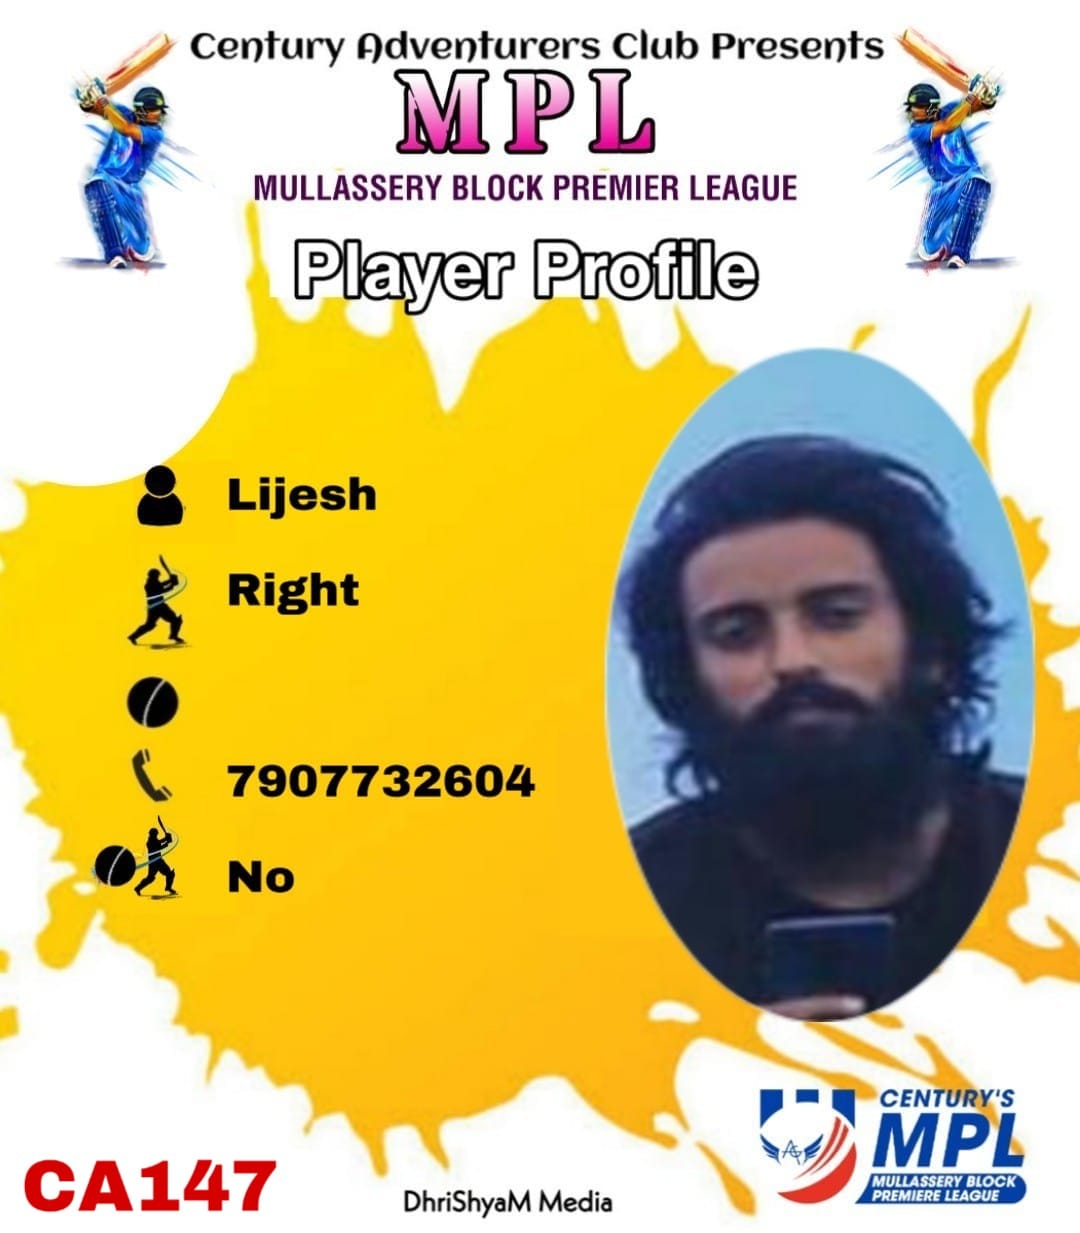 Century Adventurers Club Presents
MPL
MULLASSERY BLOCK PREMIER LEAGUE
Player Profile
Lijesh
Right
7907732604
No
CA147
DhriShyaM Media
CENTURY'S
MPL
MULLASSERY BLOCK
PREMIERE LEAGUE